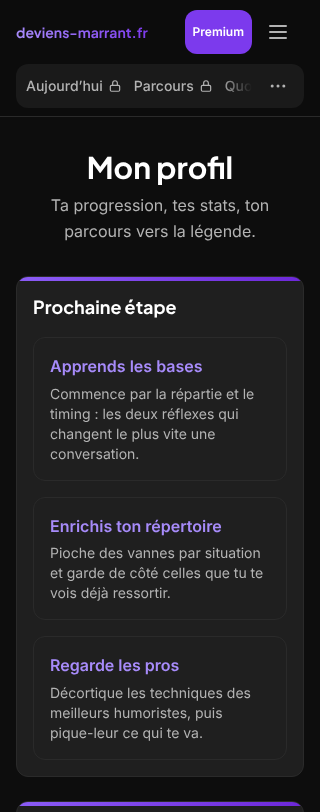 deviens-marrant.fr
Premium
Aujourd’hui
Parcours
Mon profil
Ta progression, tes stats, ton
parcours vers la légende.
Prochaine étape
Apprends les bases
Commence par la répartie et le
timing : les deux réflexes qui
changent le plus vite une
conversation.
Enrichis ton répertoire
Pioche des vannes par situation
et garde de côté celles que tu te
vois déjà ressortir.
Regarde les pros
Décortique les techniques des
meilleurs humoristes, puis
pique-leur ce qui te va.